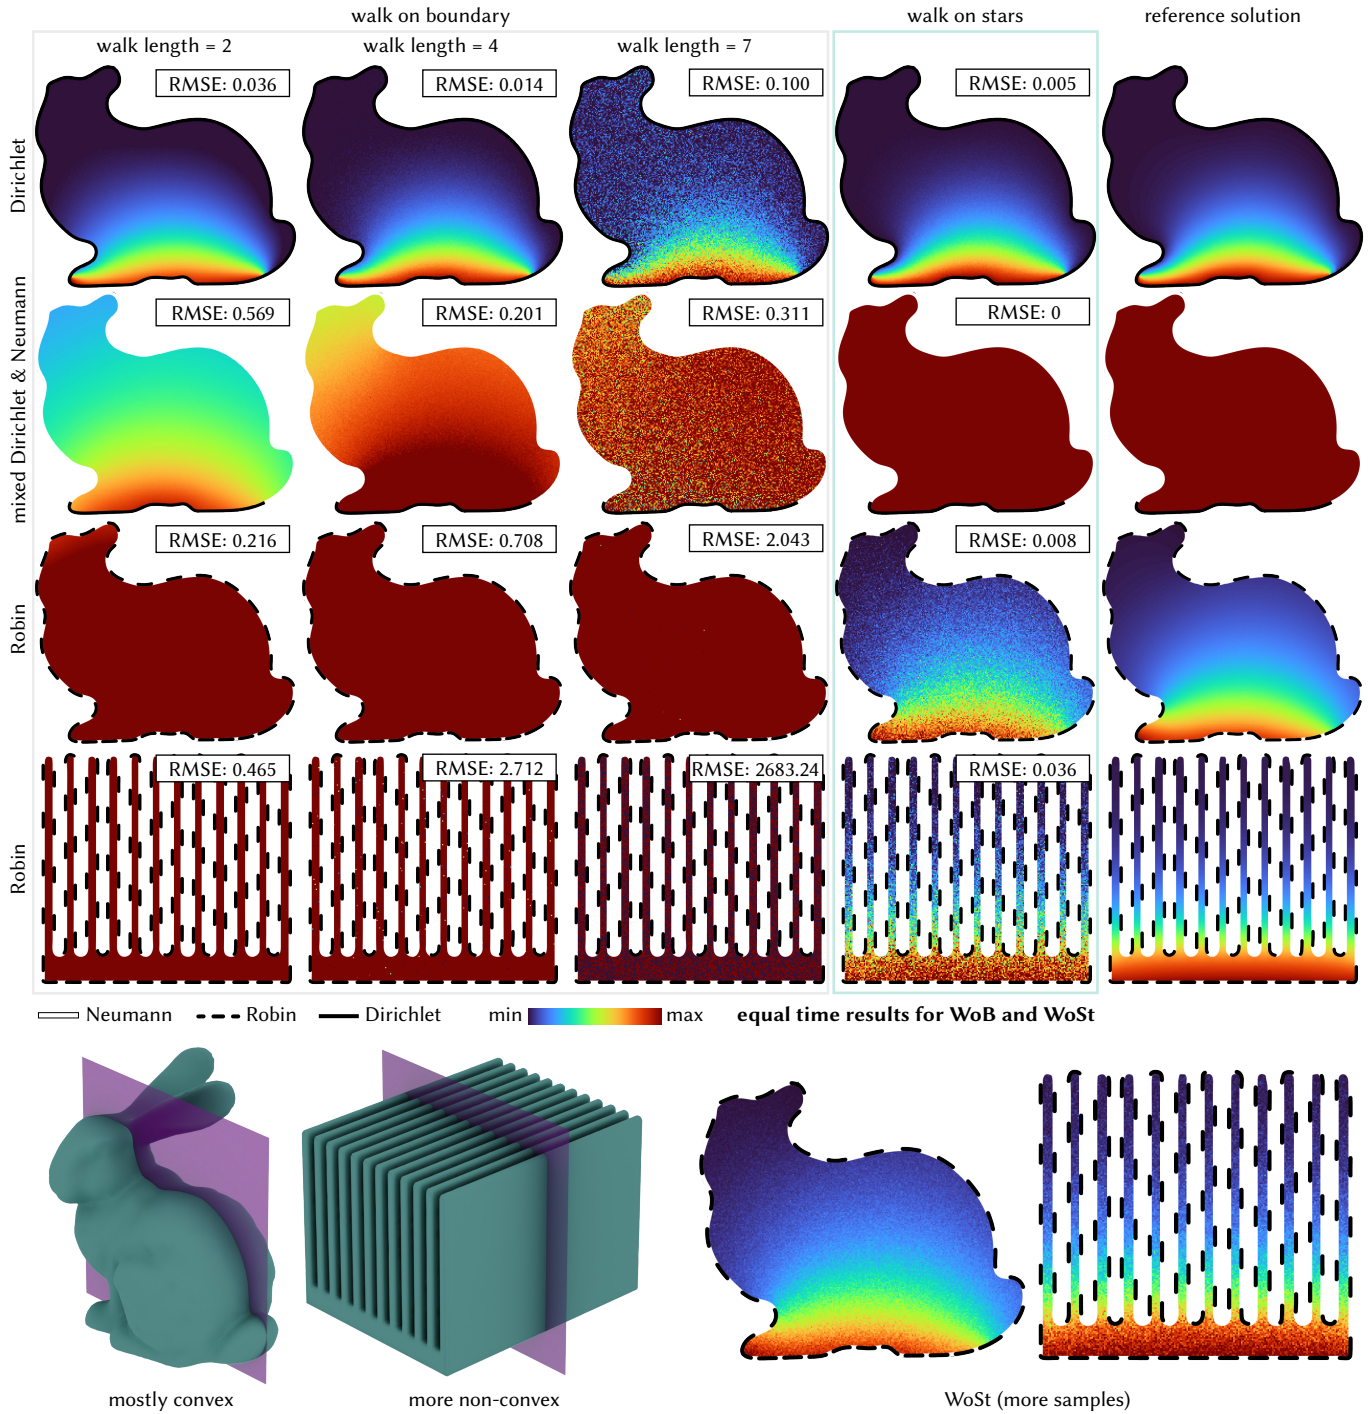 walk on boundary
walk on stars
reference solution
walk length = 2
walk length = 4
walk length = 7
Dirichlet
RMSE: 0.036
RMSE: 0.014
RMSE: 0.100
RMSE: 0.005
mixed Dirichlet & Neumann
RMSE: 0.569
RMSE: 0.201
RMSE: 0.311
RMSE: 0
Robin
RMSE: 0.216
RMSE: 0.708
RMSE: 2.043
RMSE: 0.008
Robin
RMSE: 0.465
RMSE: 2.712
RMSE: 2683.24
RMSE: 0.036
Neumann
Robin
Dirichlet
min
max
equal time results for WoB and WoSt
mostly convex
more non-convex
WoSt (more samples)